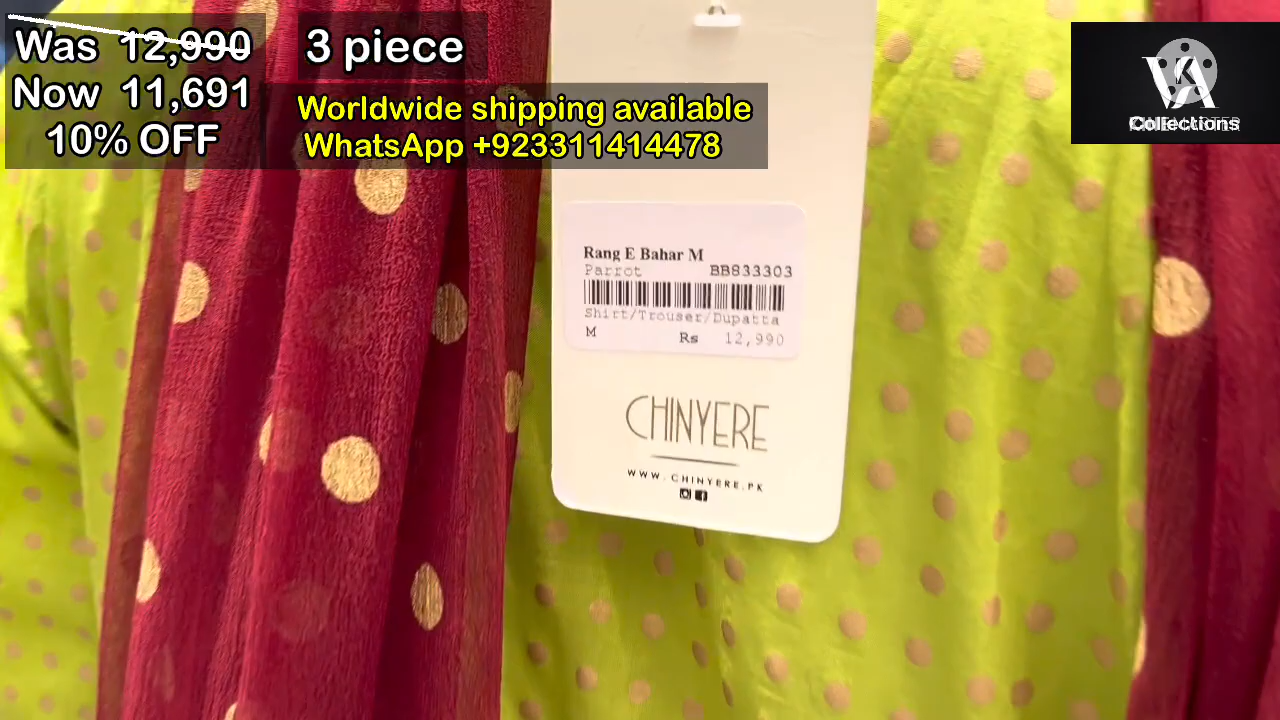 Was 12,990
Now 11,691
10% OFF
3 piece
Worldwide shipping available
WhatsApp +923311414478
VA
Collections
Rang E Bahar M
Parrot BB833303
Shirt/Trouser/Dupatta
M Rs 12,990
CHINYERE
WWW.CHINYERE.PK